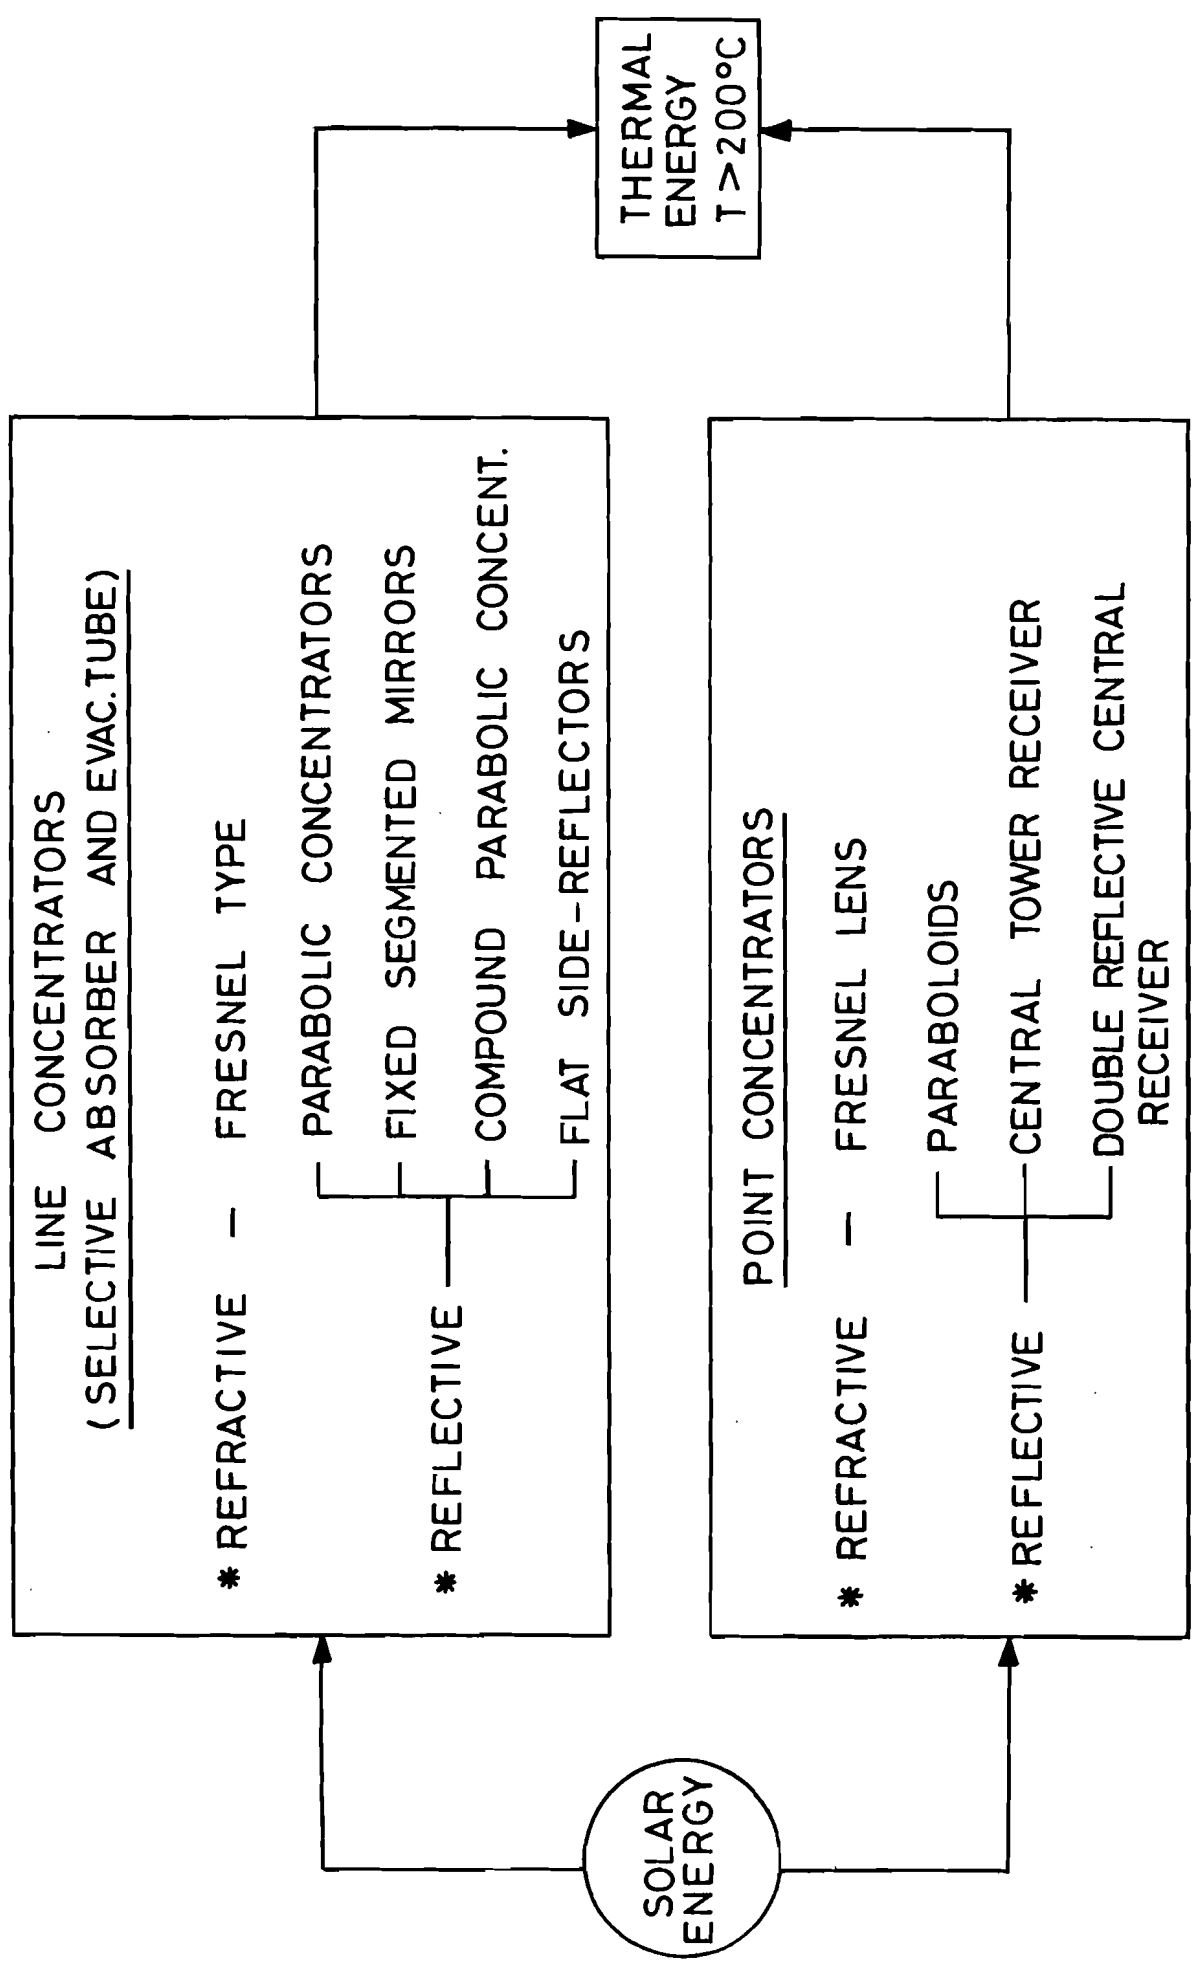 SOLAR
ENERGY
LINE CONCENTRATORS
(SELECTIVE ABSORBER AND EVAC.TUBE)
* REFRACTIVE — FRESNEL TYPE
* REFLECTIVE
PARABOLIC CONCENTRATORS
FIXED SEGMENTED MIRRORS
COMPOUND PARABOLIC CONCENT.
FLAT SIDE-REFLECTORS
POINT CONCENTRATORS
* REFRACTIVE — FRESNEL LENS
* REFLECTIVE
PARABOLOIDS
CENTRAL TOWER RECEIVER
DOUBLE REFLECTIVE CENTRAL
RECEIVER
THERMAL
ENERGY
T>200°C